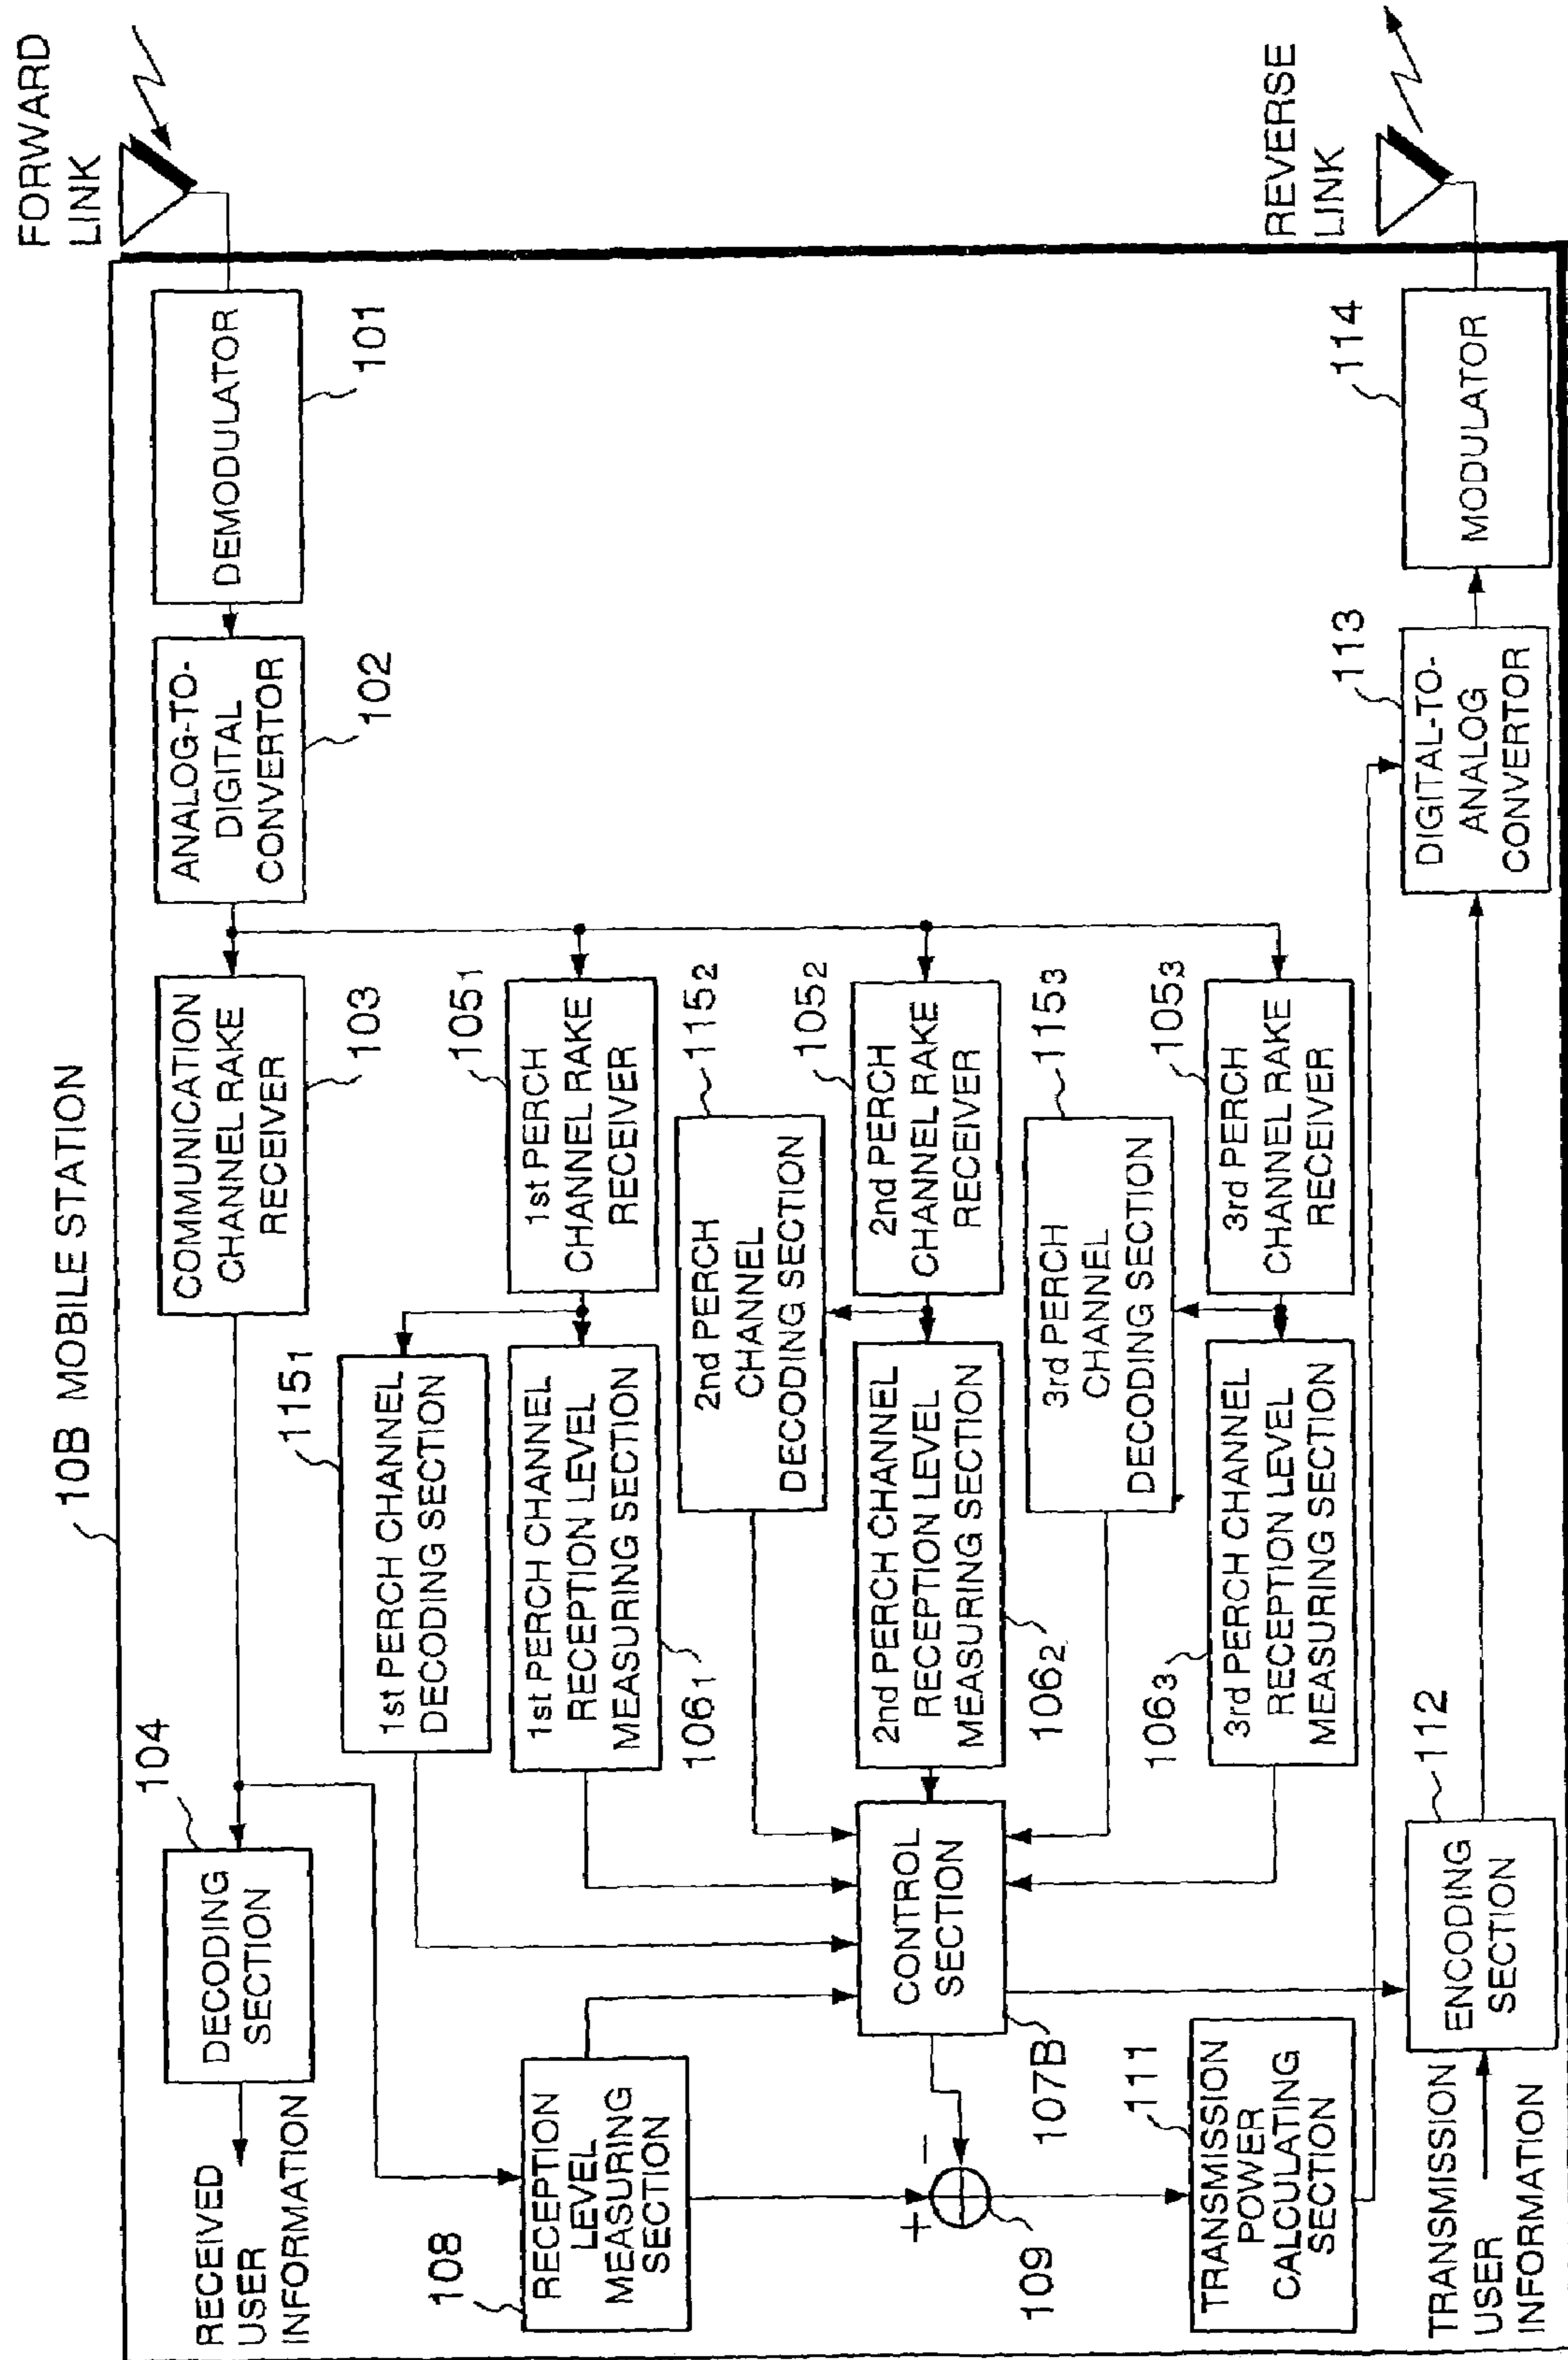 10B MOBILE STATION
FORWARD
LINK
RECEIVED
USER
INFORMATION
DECODING
SECTION
104
COMMUNICATION
CHANNEL RAKE
RECEIVER
103
ANALOG-TO-
DIGITAL
CONVERTOR
102
DEMODULATOR
101
1st PERCH CHANNEL
DECODING SECTION
115₁
1st PERCH CHANNEL
RECEPTION LEVEL
MEASURING SECTION
106₁
1st PERCH
CHANNEL RAKE
RECEIVER
105₁
108
RECEPTION
LEVEL
MEASURING
SECTION
2nd PERCH
CHANNEL
DECODING SECTION
115₂
2nd PERCH CHANNEL
RECEPTION LEVEL
MEASURING SECTION
106₂
2nd PERCH
CHANNEL RAKE
RECEIVER
105₂
CONTROL
SECTION
107B
+
−
109
3rd PERCH
CHANNEL
DECODING SECTION
115₃
3rd PERCH CHANNEL
RECEPTION LEVEL
MEASURING SECTION
106₃
3rd PERCH
CHANNEL RAKE
RECEIVER
105₃
111
TRANSMISSION
POWER
CALCULATING
SECTION
TRANSMISSION
USER
INFORMATION
112
ENCODING
SECTION
113
DIGITAL-TO-
ANALOG
CONVERTOR
114
MODULATOR
REVERSE
LINK